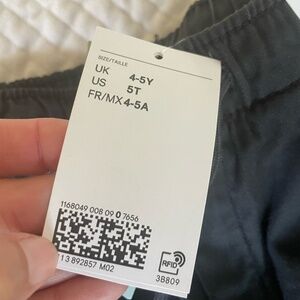 SIZE/TAILLE
UK 4-5Y
US 5T
FR/MX 4-5A
1168049 008 09 0 7656
13 892857 M02
RFID
3B809